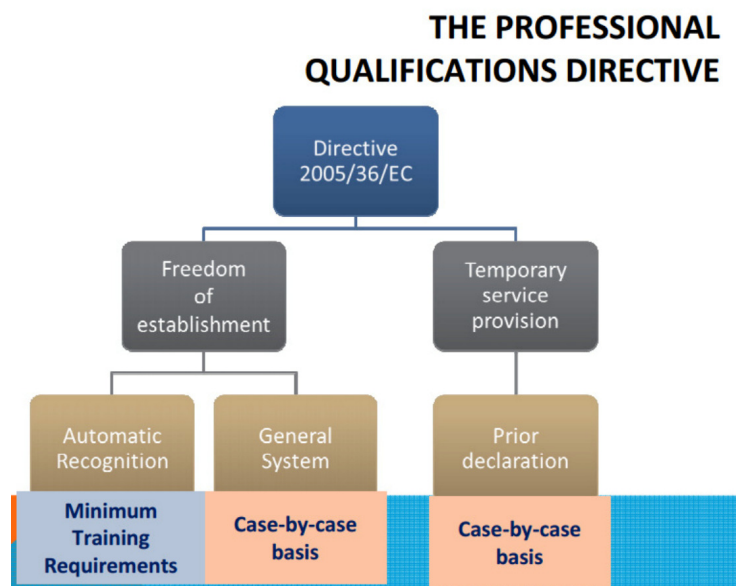 THE PROFESSIONAL
QUALIFICATIONS DIRECTIVE
Directive
2005/36/EC
Freedom
of
establishment
Temporary
service
provision
Automatic
Recognition
General
System
Prior
declaration
Minimum
Training
Requirements
Case-by-case
basis
Case-by-case
basis